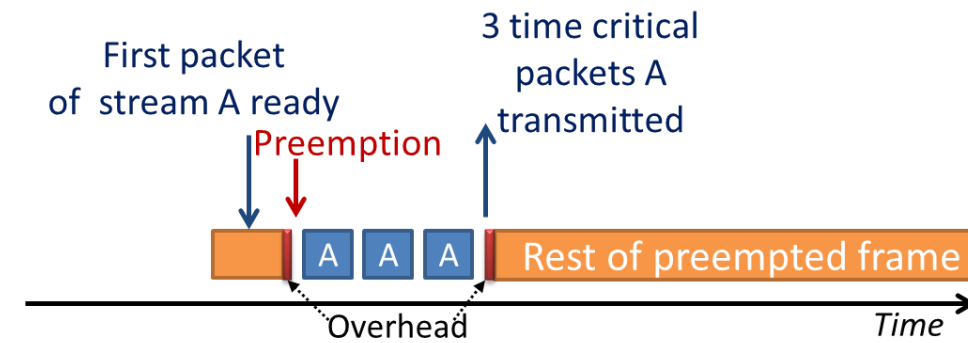 First packet
of stream A ready
3 time critical
packets A
transmitted
Preemption
A A A
Rest of preempted frame
Overhead
Time